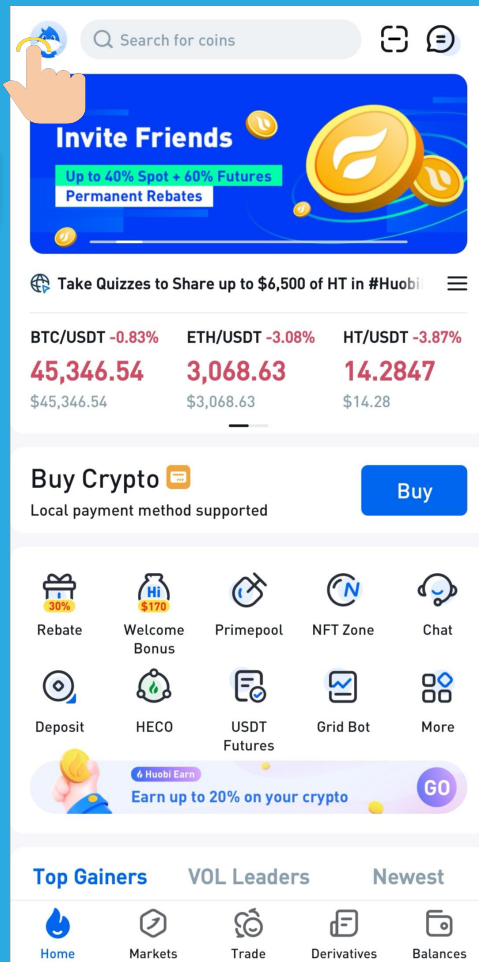 Search for coins
Invite Friends
Up to 40% Spot + 60% Futures
Permanent Rebates
Take Quizzes to Share up to $6,500 of HT in #Huobi
BTC/USDT -0.83% ETH/USDT -3.08% HT/USDT -3.87%
45,346.54 3,068.63 14.2847
$45,346.54 $3,068.63 $14.28
Buy Crypto
Buy
Local payment method supported
30% Hi
$170
Rebate Welcome Bonus Primepool NFT Zone Chat
Deposit HECO USDT Futures Grid Bot More
Huobi Earn
Earn up to 20% on your crypto
GO
Top Gainers VOL Leaders Newest
Home Markets Trade Derivatives Balances